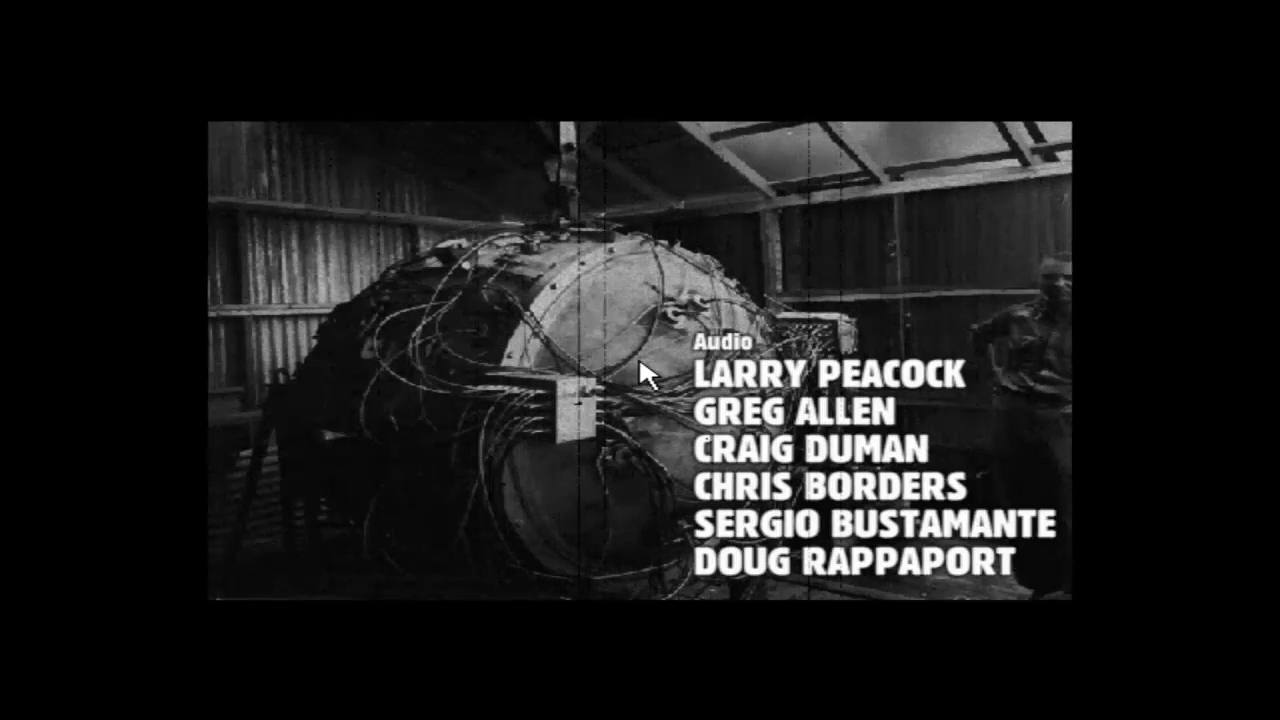 Audio
LARRY PEACOCK
GREG ALLEN
CRAIG DUMAN
CHRIS BORDERS
SERGIO BUSTAMANTE
DOUG RAPPAPORT